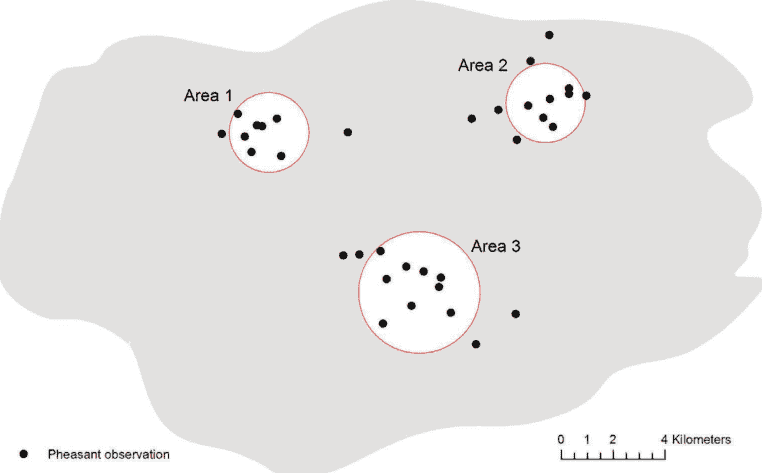 Area 2
Area 1
Area 3
Pheasant observation
0 1 2 4 Kilometers